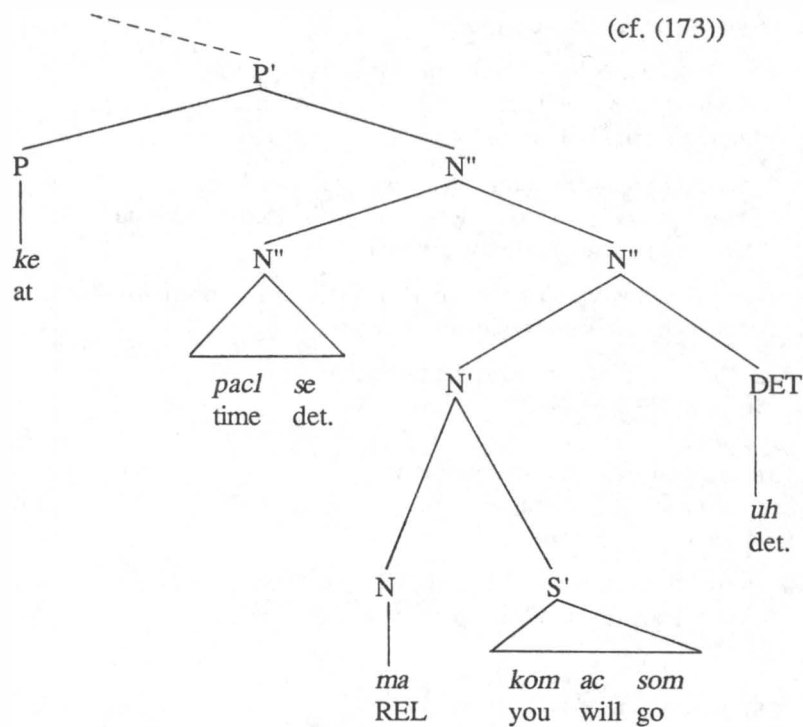 (cf. (173))
P'
P N"
ke N" N"
at
pacl se N' DET
time det.
uh
det.
N S'
ma kom ac som
REL you will go